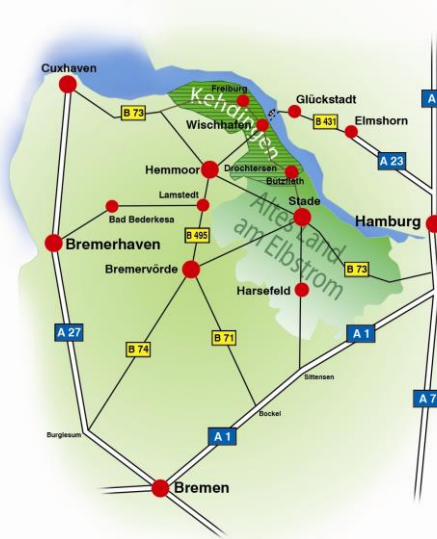 Cuxhaven
Freiburg
Kehdingen
Glückstadt
B 73
B 431
Wischhafen
Elmshorn
A
A 23
Hemmoor
Drochtersen
Bützfleth
Lamstedt
Stade
Bad Bederkesa
Altes Land
am Elbstrom
Hamburg
B 495
Bremerhaven
Bremervörde
B 73
Harsefeld
A 27
B 74
B 71
A 1
Sittensen
A 7
Bockel
Burglesum
A 1
Bremen